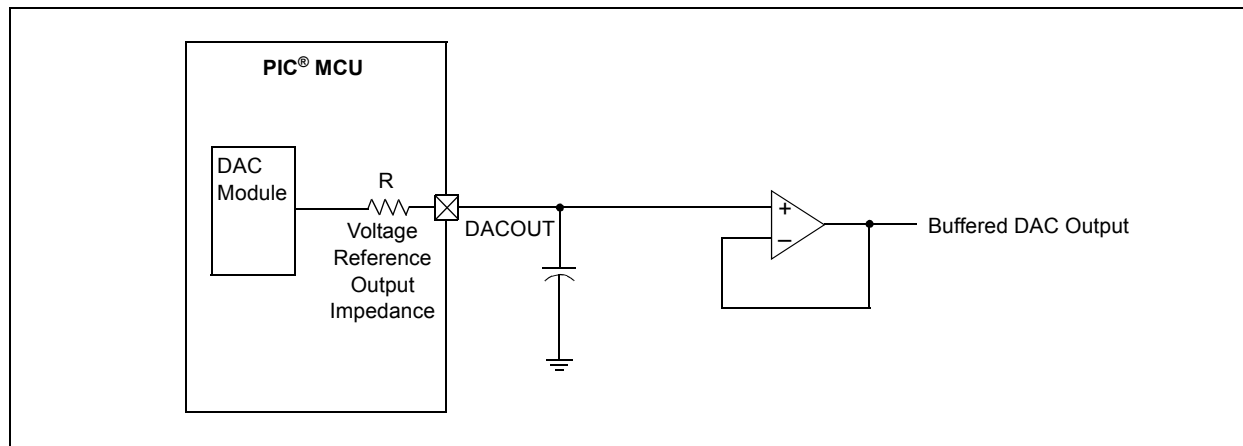 PIC® MCU
DAC
Module
R
Voltage
Reference
Output
Impedance
DACOUT
+
–
Buffered DAC Output